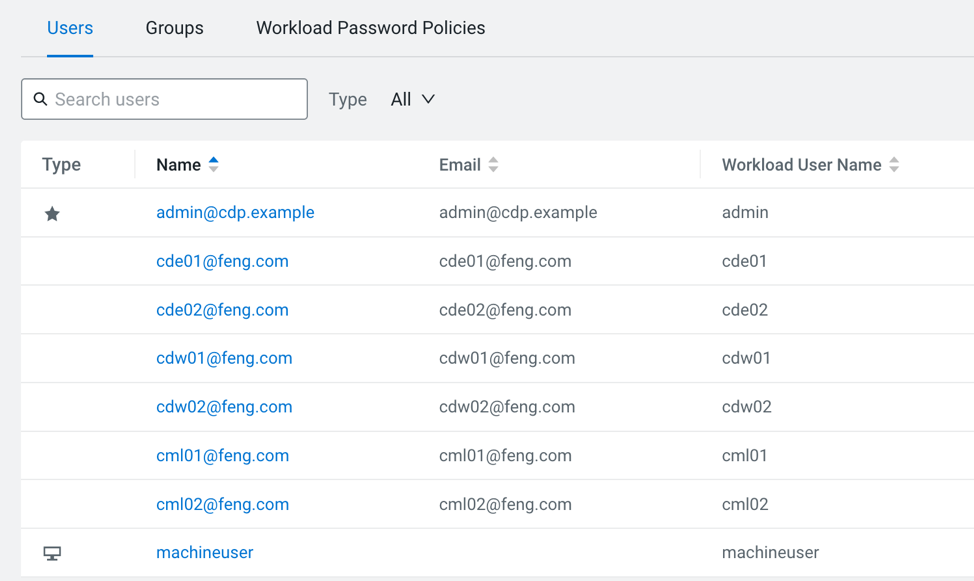 Users Groups Workload Password Policies
Search users Type All
Type Name Email Workload User Name
admin@cdp.example admin@cdp.example admin
cde01@feng.com cde01@feng.com cde01
cde02@feng.com cde02@feng.com cde02
cdw01@feng.com cdw01@feng.com cdw01
cdw02@feng.com cdw02@feng.com cdw02
cml01@feng.com cml01@feng.com cml01
cml02@feng.com cml02@feng.com cml02
machineuser machineuser